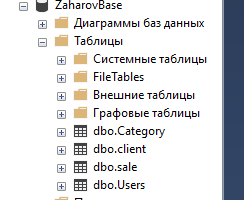 ZaharovBase
Диаграммы баз данных
Таблицы
Системные таблицы
FileTables
Внешние таблицы
Графовые таблицы
dbo.Category
dbo.client
dbo.sale
dbo.Users